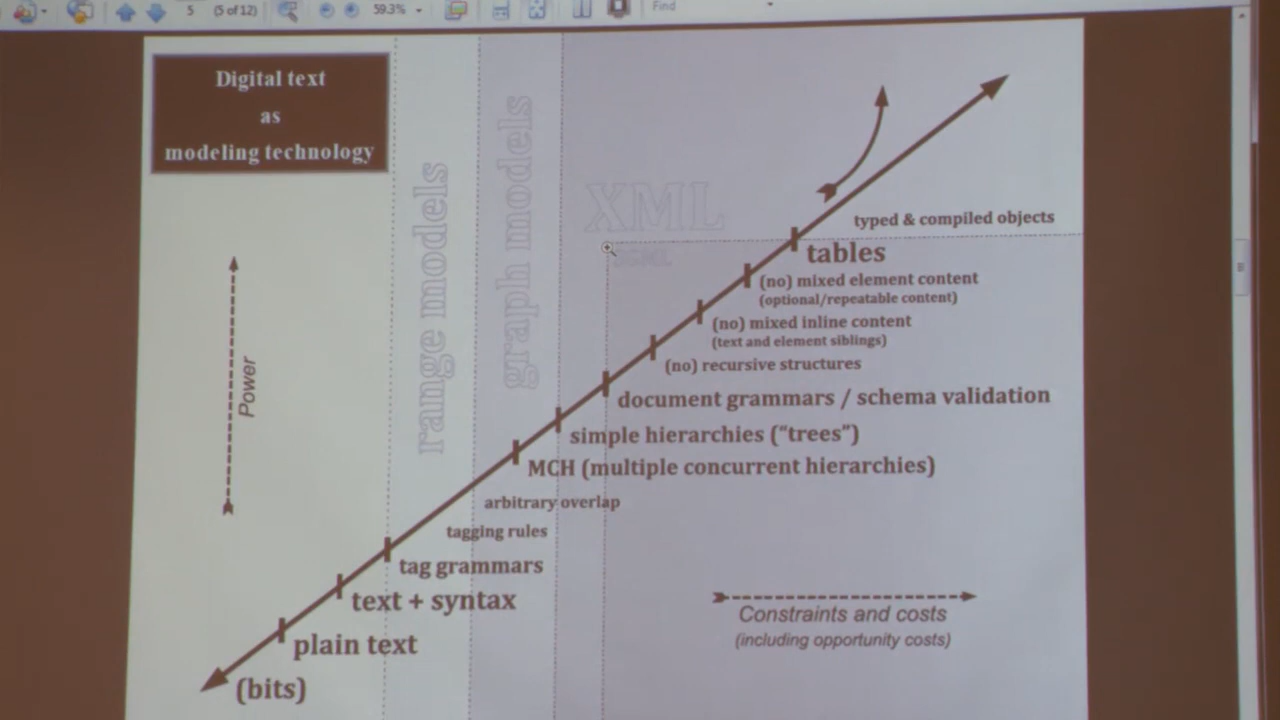 5 (5 of 12) 59.3% Find
Digital text
as
modeling technology
range models
graph models
XML
SGML
Power
typed & compiled objects
tables
(no) mixed element content
(optional/repeatable content)
(no) mixed inline content
(text and element siblings)
(no) recursive structures
document grammars / schema validation
simple hierarchies (“trees”)
MCH (multiple concurrent hierarchies)
arbitrary overlap
tagging rules
tag grammars
text + syntax
plain text
(bits)
Constraints and costs
(including opportunity costs)